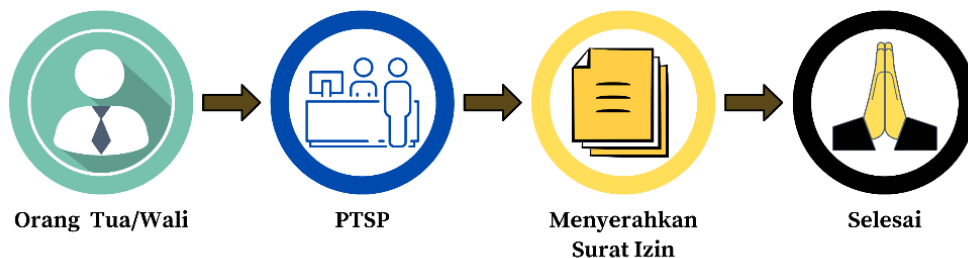 Orang Tua/Wali
PTSP
Menyerahkan
Surat Izin
Selesai